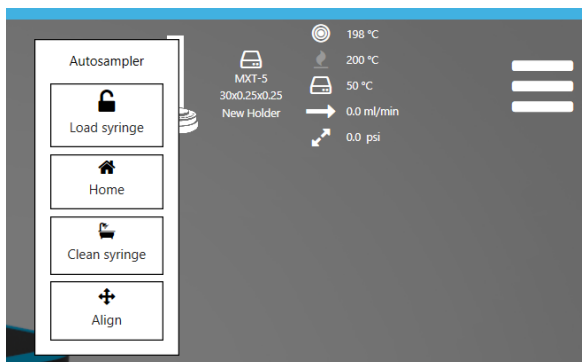 Autosampler
Load syringe
Home
Clean syringe
Align
MXT-5
30x0.25x0.25
New Holder
198 °C
200 °C
50 °C
0.0 ml/min
0.0 psi